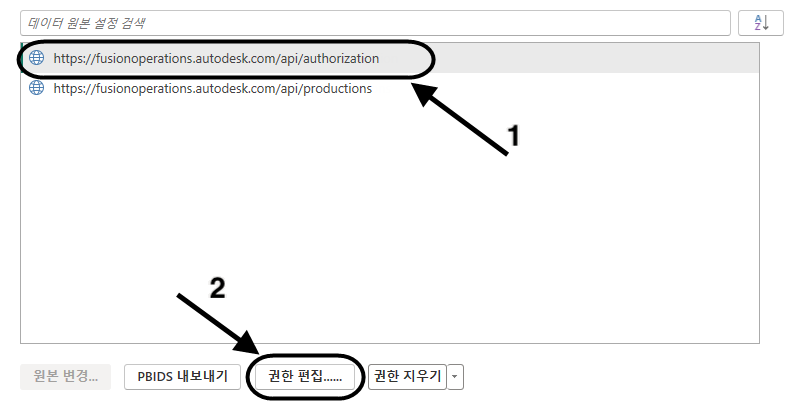 데이터 원본 설정 검색
A
Z
https://fusionoperations.autodesk.com/api/authorization
https://fusionoperations.autodesk.com/api/productions
1
2
원본 변경...
PBIDS 내보내기
권한 편집......
권한 지우기